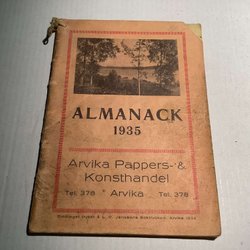 ALMANACK
1935
Arvika Pappers- &
Konsthandel
Tel. 378 * Arvika Tel. 378